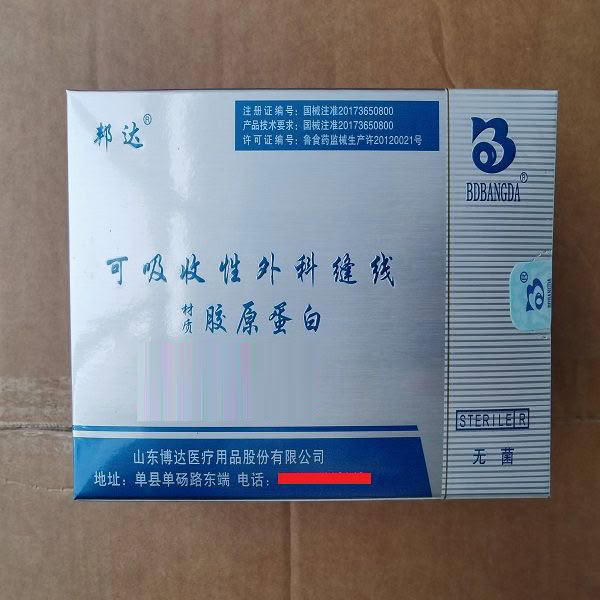 邦达®
注册证编号：国械注准20173650800
产品技术要求：国械注准20173650800
许可证编号：鲁食药监械生产许20120021号
BDBANGDA®
可吸收性外科缝线
材质 胶原蛋白
BDBANGDA
STERILE R
无菌
山东博达医疗用品股份有限公司
地址：单县单砀路东端 电话：